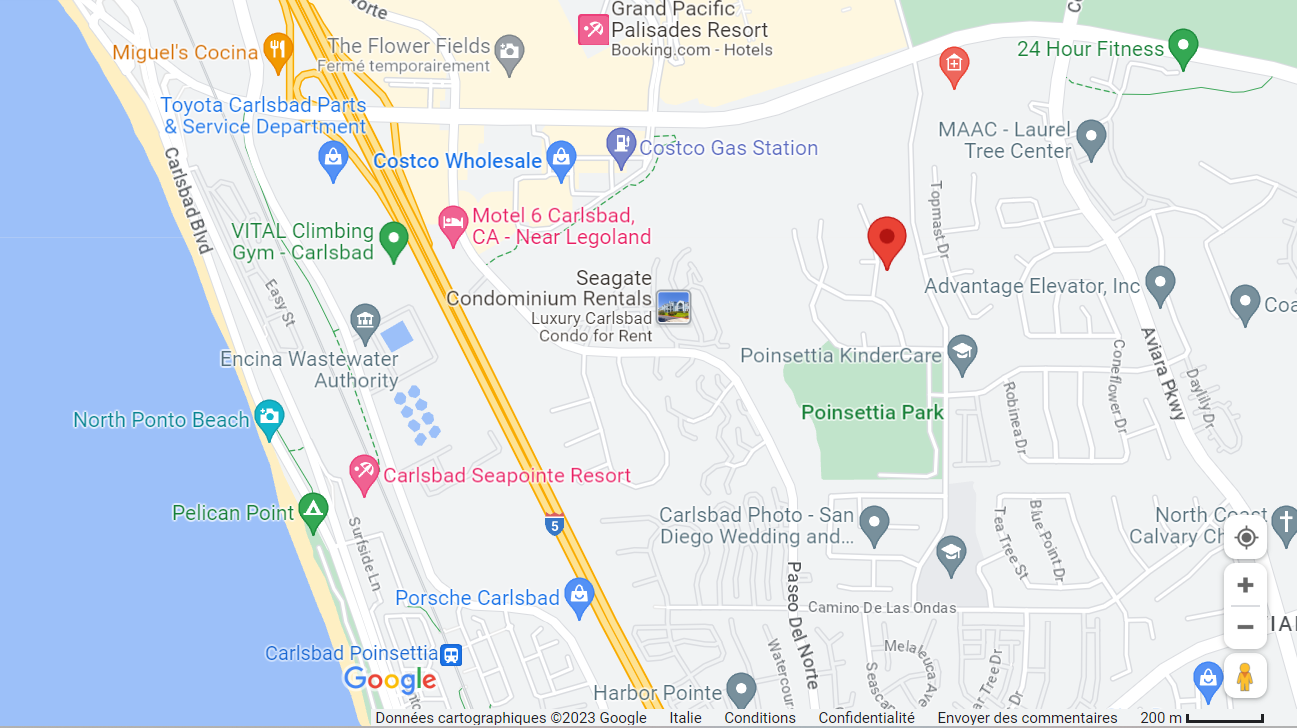 Norte
Grand Pacific
Palisades Resort
Booking.com - Hotels
Miguel's Cocina
The Flower Fields
Fermé temporairement
24 Hour Fitness
Toyota Carlsbad Parts
& Service Department
Costco Wholesale
Costco Gas Station
MAAC - Laurel
Tree Center
Carlsbad Blvd
Topmast Dr
Motel 6 Carlsbad,
CA - Near Legoland
VITAL Climbing
Gym - Carlsbad
Seagate
Condominium Rentals
Luxury Carlsbad
Condo for Rent
Easy St
Advantage Elevator, Inc
Coa
Encina Wastewater
Authority
Poinsettia KinderCare
Aviara Pkwy
Coneflower Dr
Daylily Dr
Robinea Dr
Poinsettia Park
North Ponto Beach
Carlsbad Seapointe Resort
Pelican Point
5
Surfside Ln
Carlsbad Photo - San
Diego Wedding and...
Tea Tree St
Blue Point Dr
North Coast
Calvary Ch
Paseo Del Norte
Camino De Las Ondas
Porsche Carlsbad
IAI
Carlsbad Poinsettia
Google
Watercour
Melaleuca Ave
Seasca
ar Tree Dr
Dr
Harbor Pointe
Données cartographiques ©2023 Google Italie Conditions Confidentialité Envoyer des commentaires 200 m